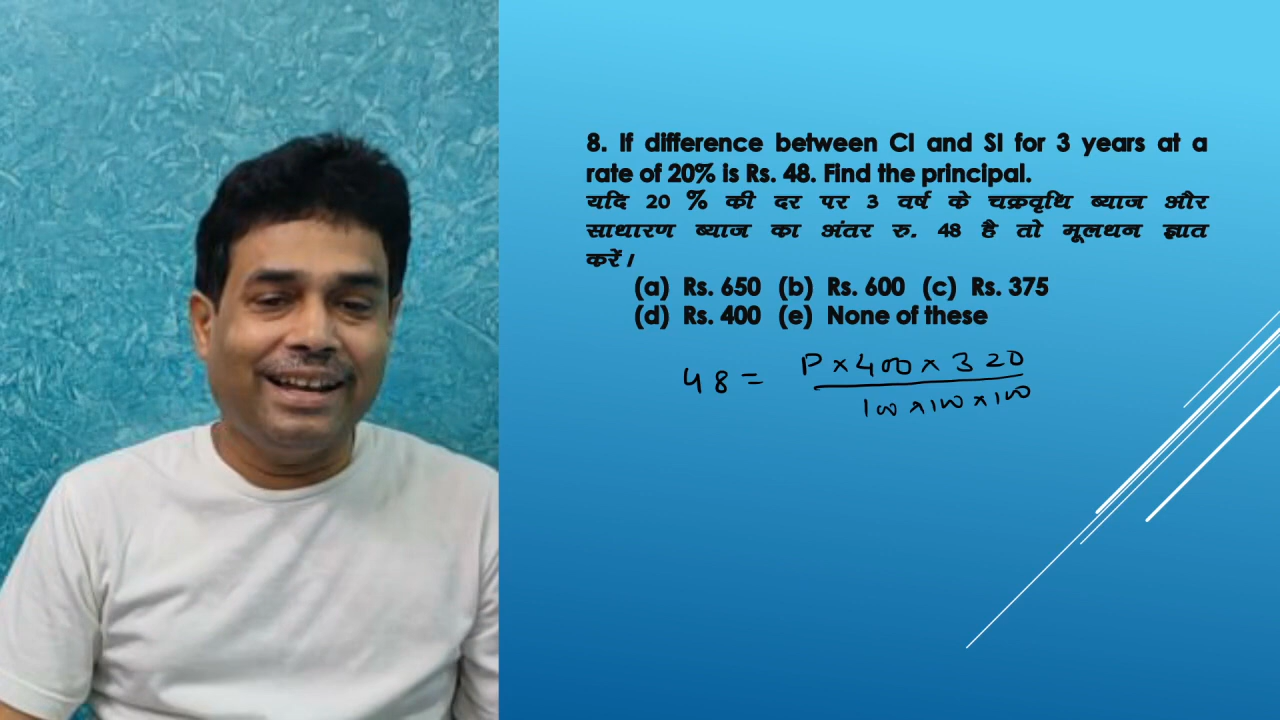 8. If difference between CI and SI for 3 years at a
rate of 20% is Rs. 48. Find the principal.
यदि 20 % की दर पर 3 वर्ष के चक्रवृधि ब्याज और
साधारण ब्याज का अंतर रु. 48 है तो मूलधन ज्ञात
करें।
(a) Rs. 650 (b) Rs. 600 (c) Rs. 375
(d) Rs. 400 (e) None of these
48 = P×400×320
100×100×100